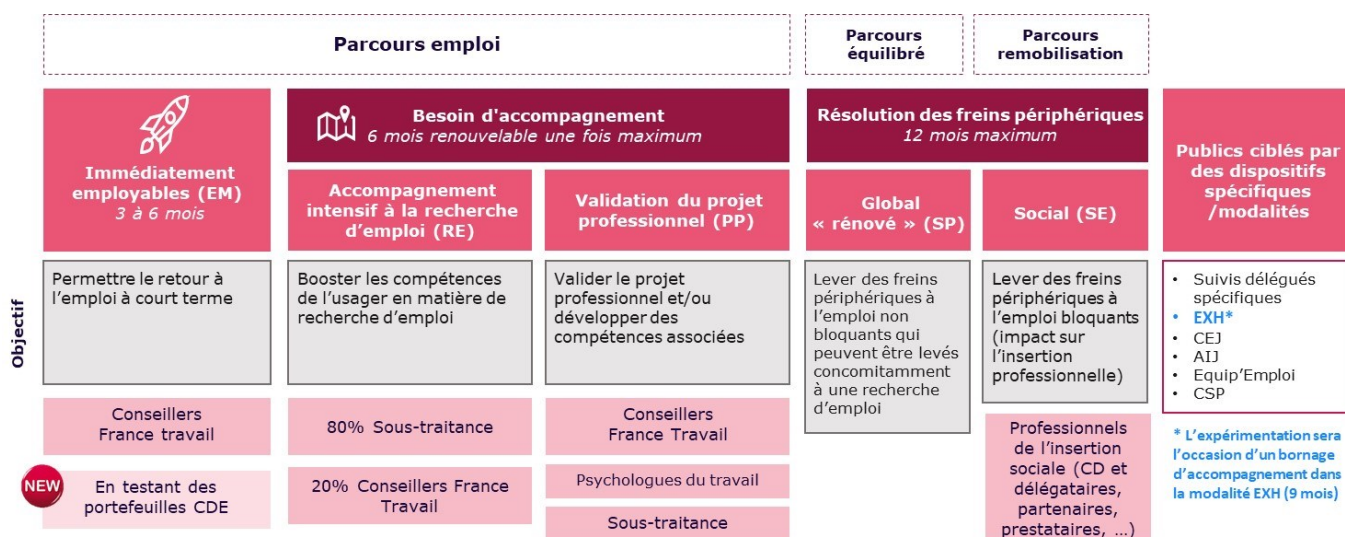 Parcours emploi
Parcours
équilibré
Parcours
remobilisation
Immédiatement
employables (EM)
3 à 6 mois
Besoin d'accompagnement
6 mois renouvelable une fois maximum
Résolution des freins périphériques
12 mois maximum
Publics ciblés par
des dispositifs
spécifiques
/modalités
Accompagnement
intensif à la recherche
d'emploi (RE)
Validation du projet
professionnel (PP)
Global
« rénové » (SP)
Social (SE)
Objectif
Permettre le retour à
l'emploi à court terme
Booster les compétences
de l'usager en matière de
recherche d'emploi
Valider le projet
professionnel et/ou
développer des
compétences associées
Lever des freins
périphériques à
l'emploi non
bloquants qui
peuvent être levés
concomitamment
à une recherche
d'emploi
Lever des freins
périphériques à
l'emploi bloquants
(impact sur
l'insertion
professionnelle)
• Suivis délégués
spécifiques
• EXH*
• CEJ
• AIJ
• Equip'Emploi
• CSP
Conseillers
France travail
80% Sous-traitance
Conseillers
France Travail
Professionnels
de l'insertion
sociale (CD et
délégataires,
partenaires,
prestataires, …)
* L'expérimentation sera
l'occasion d'un bornage
d'accompagnement dans
la modalité EXH (9 mois)
NEW
En testant des
portefeuilles CDE
20% Conseillers France
Travail
Psychologues du travail
Sous-traitance